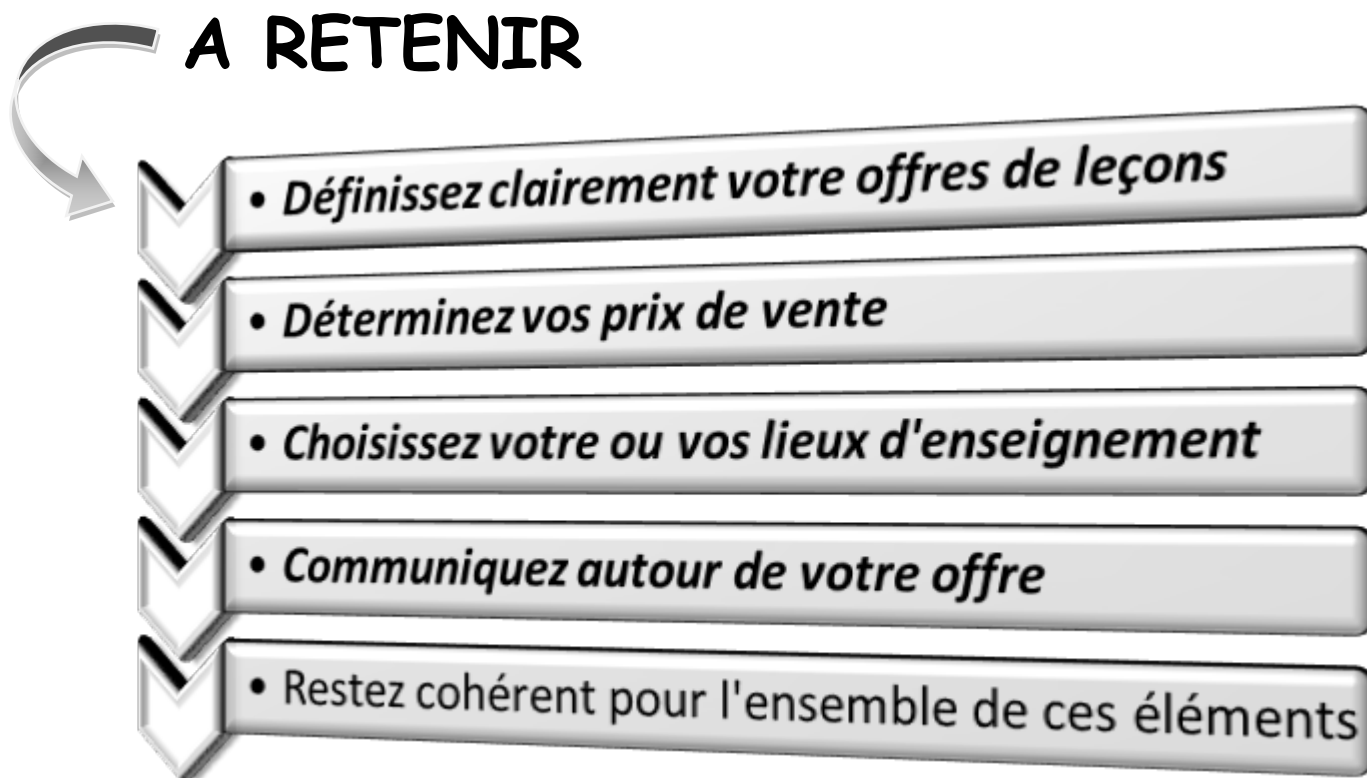 A RETENIR
• Définissez clairement votre offres de leçons
• Déterminez vos prix de vente
• Choisissez votre ou vos lieux d'enseignement
• Communiquez autour de votre offre
• Restez cohérent pour l'ensemble de ces éléments